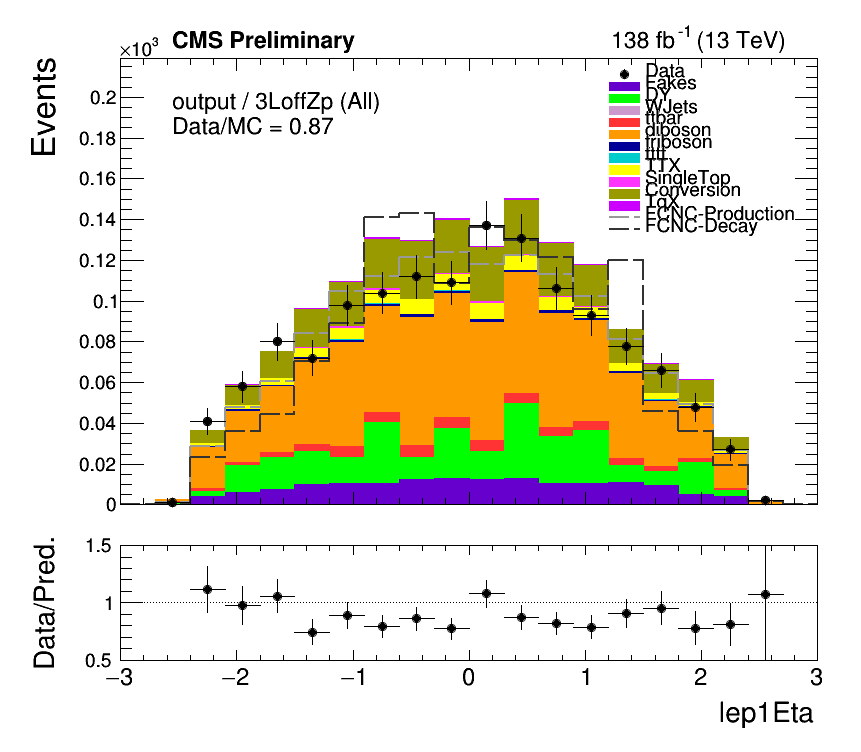 ×10³ CMS Preliminary 138 fb⁻¹ (13 TeV)
Events
output / 3LoffZp (All)
Data/MC = 0.87
Data
Fakes
DY
WJets
ttbar
diboson
triboson
tttt
TTX
SingleTop
Conversion
TqX
FCNC-Production
FCNC-Decay
0.2
0.18
0.16
0.14
0.12
0.1
0.08
0.06
0.04
0.02
0
Data/Pred.
1.5
1
0.5
−3 −2 −1 0 1 2 3
lep1Eta